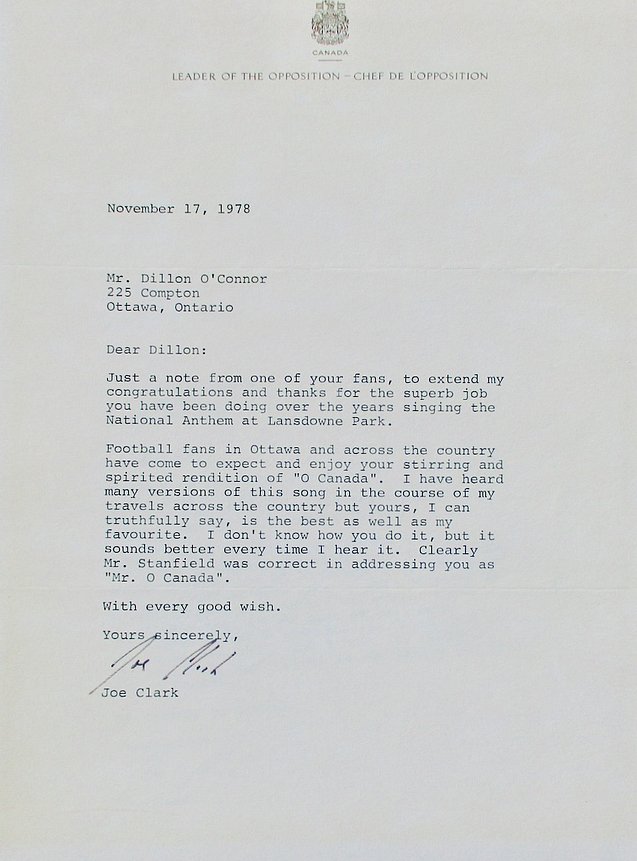 CANADA
LEADER OF THE OPPOSITION – CHEF DE L'OPPOSITION
November 17, 1978
Mr. Dillon O'Connor
225 Compton
Ottawa, Ontario
Dear Dillon:
Just a note from one of your fans, to extend my
congratulations and thanks for the superb job
you have been doing over the years singing the
National Anthem at Lansdowne Park.
Football fans in Ottawa and across the country
have come to expect and enjoy your stirring and
spirited rendition of "O Canada".  I have heard
many versions of this song in the course of my
travels across the country but yours, I can
truthfully say, is the best as well as my
favourite.  I don't know how you do it, but it
sounds better every time I hear it.  Clearly
Mr. Stanfield was correct in addressing you as
"Mr. O Canada".
With every good wish.
Yours sincerely,
Joe Clark
Joe Clark